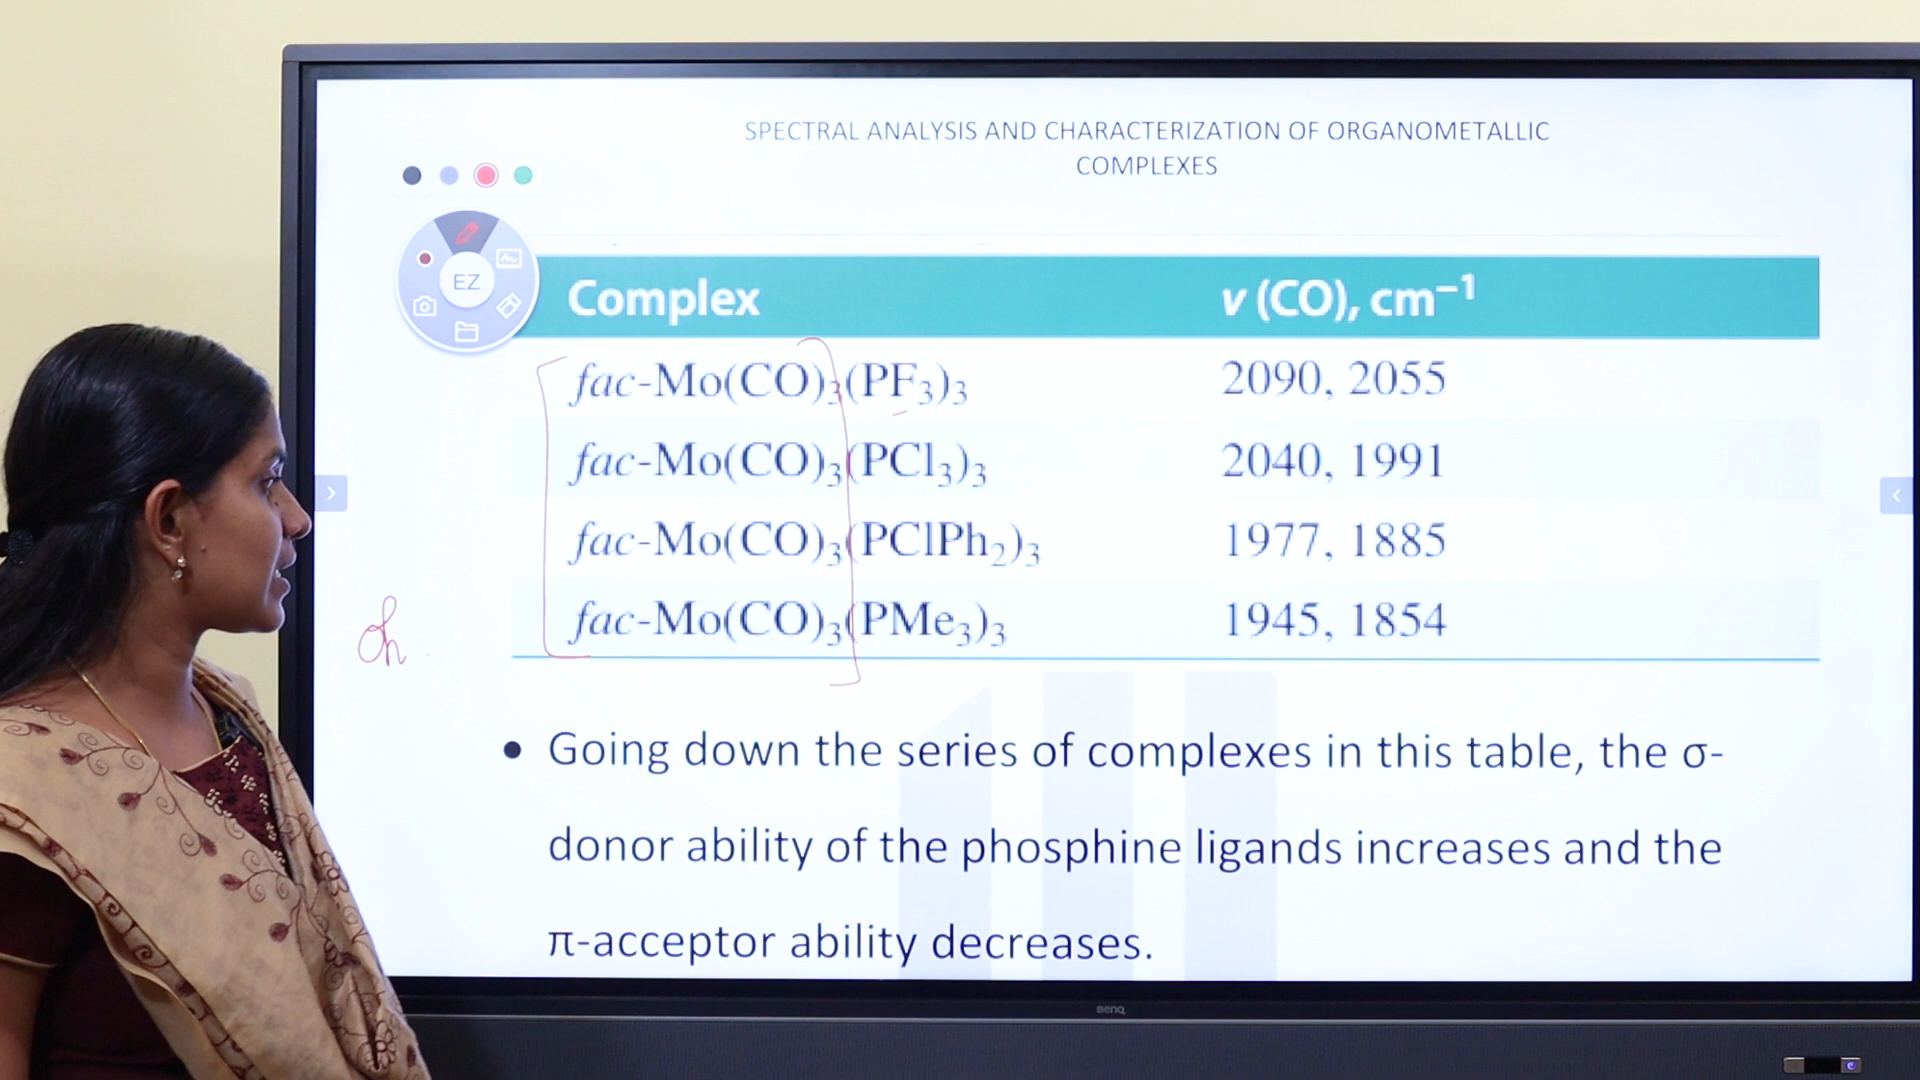 SPECTRAL ANALYSIS AND CHARACTERIZATION OF ORGANOMETALLIC
COMPLEXES
EZ
Complex ν (CO), cm⁻¹
fac-Mo(CO)₃(PF₃)₃ 2090, 2055
fac-Mo(CO)₃(PCl₃)₃ 2040, 1991
fac-Mo(CO)₃(PClPh₂)₃ 1977, 1885
fac-Mo(CO)₃(PMe₃)₃ 1945, 1854
Oh
• Going down the series of complexes in this table, the σ-
donor ability of the phosphine ligands increases and the
π-acceptor ability decreases.
BenQ